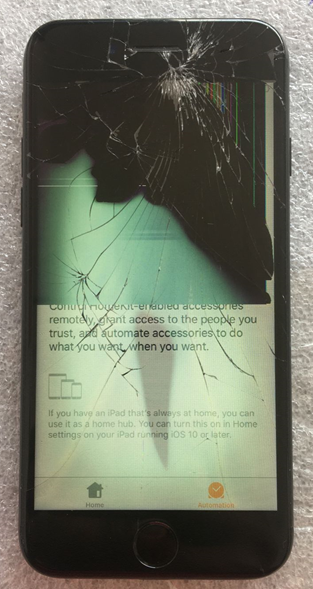 Control HomeKit-enabled accessories
remotely, grant access to the people you
trust, and automate accessories to do
what you want, when you want.
If you have an iPad that's always at home, you can
use it as a home hub. You can turn this on in Home
settings on your iPad running iOS 10 or later.
Home
Automation